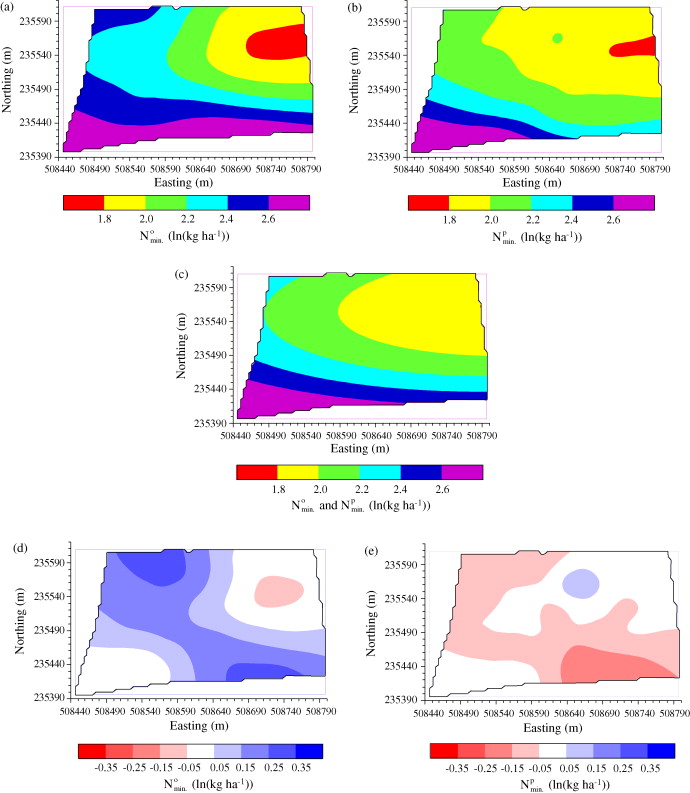 (a)
Northing (m)
235590
235540
235490
235440
235390
508440 508490 508540 508590 508640 508690 508740 508790
Easting (m)
1.8 2.0 2.2 2.4 2.6
N°min. (ln(kg ha-1))
(b)
Northing (m)
235590
235540
235490
235440
235390
508440 508490 508540 508590 508640 508690 508740 508790
Easting (m)
1.8 2.0 2.2 2.4 2.6
Npmin. (ln(kg ha-1))
(c)
Northing (m)
235590
235540
235490
235440
235390
508440 508490 508540 508590 508640 508690 508740 508790
Easting (m)
1.8 2.0 2.2 2.4 2.6
N°min. and Npmin. (ln(kg ha-1))
(d)
Northing (m)
235590
235540
235490
235440
235390
508440 508490 508540 508590 508640 508690 508740 508790
Easting (m)
-0.35 -0.25 -0.15 -0.05 0.05 0.15 0.25 0.35
N°min. (ln(kg ha-1))
(e)
Northing (m)
235590
235540
235490
235440
235390
508440 508490 508540 508590 508640 508690 508740 508790
Easting (m)
-0.35 -0.25 -0.15 -0.05 0.05 0.15 0.25 0.35
Npmin. (ln(kg ha-1))